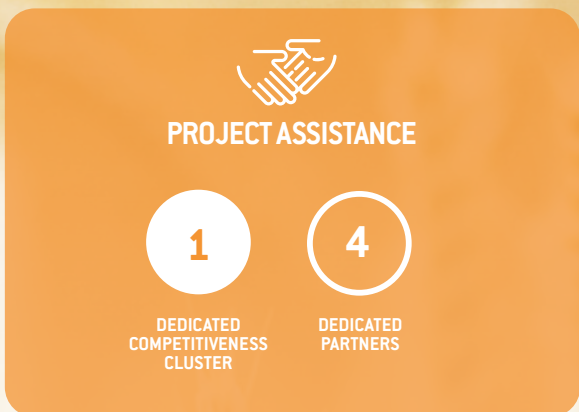 PROJECT ASSISTANCE
1
4
DEDICATED
COMPETITIVENESS
CLUSTER
DEDICATED
PARTNERS